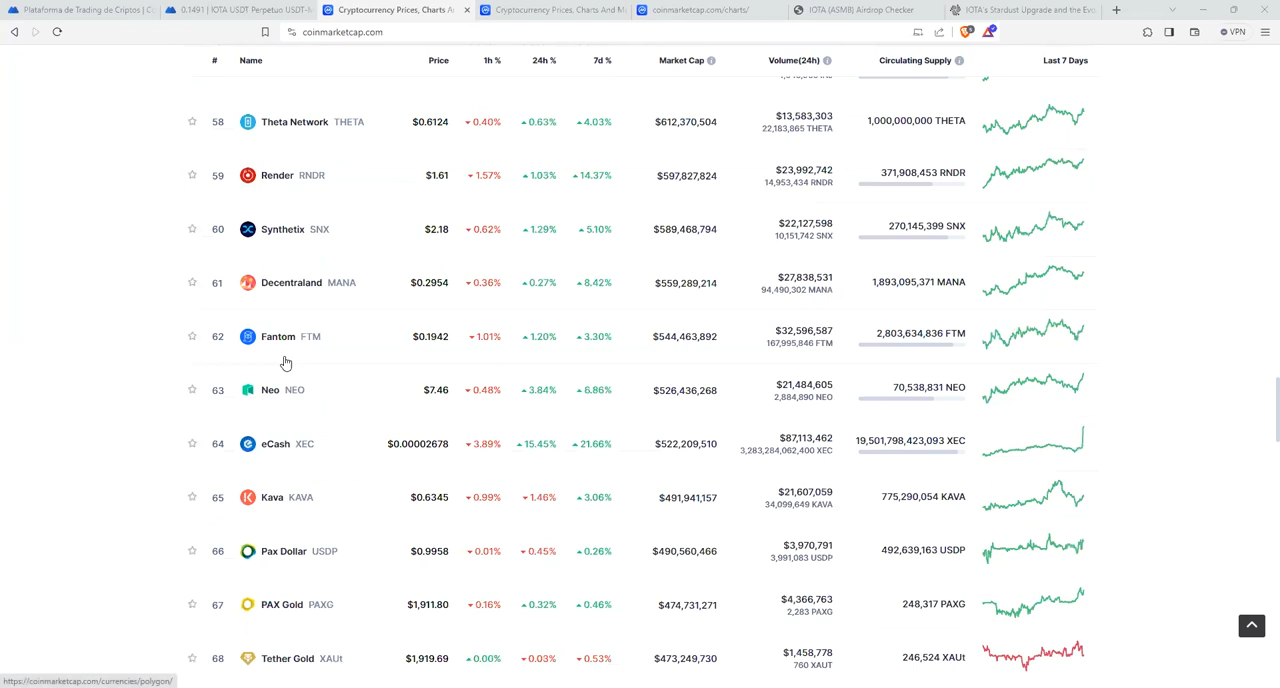 Plataforma de Trading de Criptos | C
0.1491 | IOTA USDT Perpetuo USDT-M
Cryptocurrency Prices, Charts A
Cryptocurrency Prices, Charts And M
coinmarketcap.com/charts/
IOTA (ASMB) Airdrop Checker
IOTA's Stardust Upgrade and the Evo
coinmarketcap.com
VPN
# Name Price 1h % 24h % 7d % Market Cap Volume(24h) Circulating Supply Last 7 Days
58 Theta Network THETA $0.6124 0.40% 0.63% 4.03% $612,370,504 $13,583,303 1,000,000,000 THETA
22,183,865 THETA
59 Render RNDR $1.61 1.57% 1.03% 14.37% $597,827,824 $23,992,742 371,908,453 RNDR
14,953,434 RNDR
60 Synthetix SNX $2.18 0.62% 1.29% 5.10% $589,468,794 $22,127,598 270,145,399 SNX
10,151,742 SNX
61 Decentraland MANA $0.2954 0.36% 0.27% 8.42% $559,289,214 $27,838,531 1,893,095,371 MANA
94,490,302 MANA
62 Fantom FTM $0.1942 1.01% 1.20% 3.30% $544,463,892 $32,596,587 2,803,634,836 FTM
167,995,846 FTM
63 Neo NEO $7.46 0.48% 3.84% 6.86% $526,436,268 $21,484,605 70,538,831 NEO
2,884,890 NEO
64 eCash XEC $0.00002678 3.89% 15.45% 21.66% $522,209,510 $87,113,462 19,501,798,423,093 XEC
3,283,284,062,400 XEC
65 Kava KAVA $0.6345 0.99% 1.46% 3.06% $491,941,157 $21,607,059 775,290,054 KAVA
34,099,649 KAVA
66 Pax Dollar USDP $0.9958 0.01% 0.45% 0.26% $490,560,466 $3,970,791 492,639,163 USDP
3,991,083 USDP
67 PAX Gold PAXG $1,911.80 0.16% 0.32% 0.46% $474,731,271 $4,366,763 248,317 PAXG
2,283 PAXG
68 Tether Gold XAUt $1,919.69 0.00% 0.03% 0.53% $473,249,730 $1,458,778 246,524 XAUt
760 XAUT
https://coinmarketcap.com/currencies/polygon/